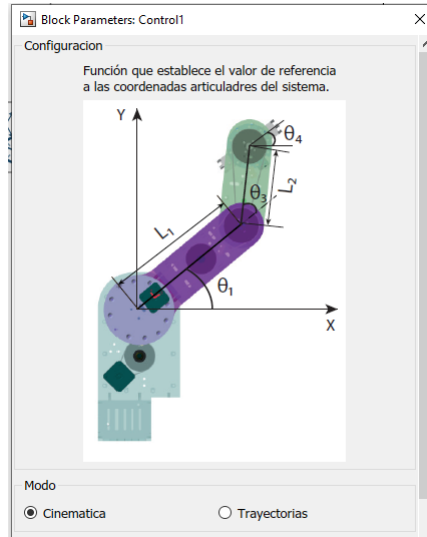 Block Parameters: Control1
Configuracion
Función que establece el valor de referencia
a las coordenadas articuladres del sistema.
Y
θ4
L2
θ3
L1
θ1
X
Modo
Cinematica
Trayectorias